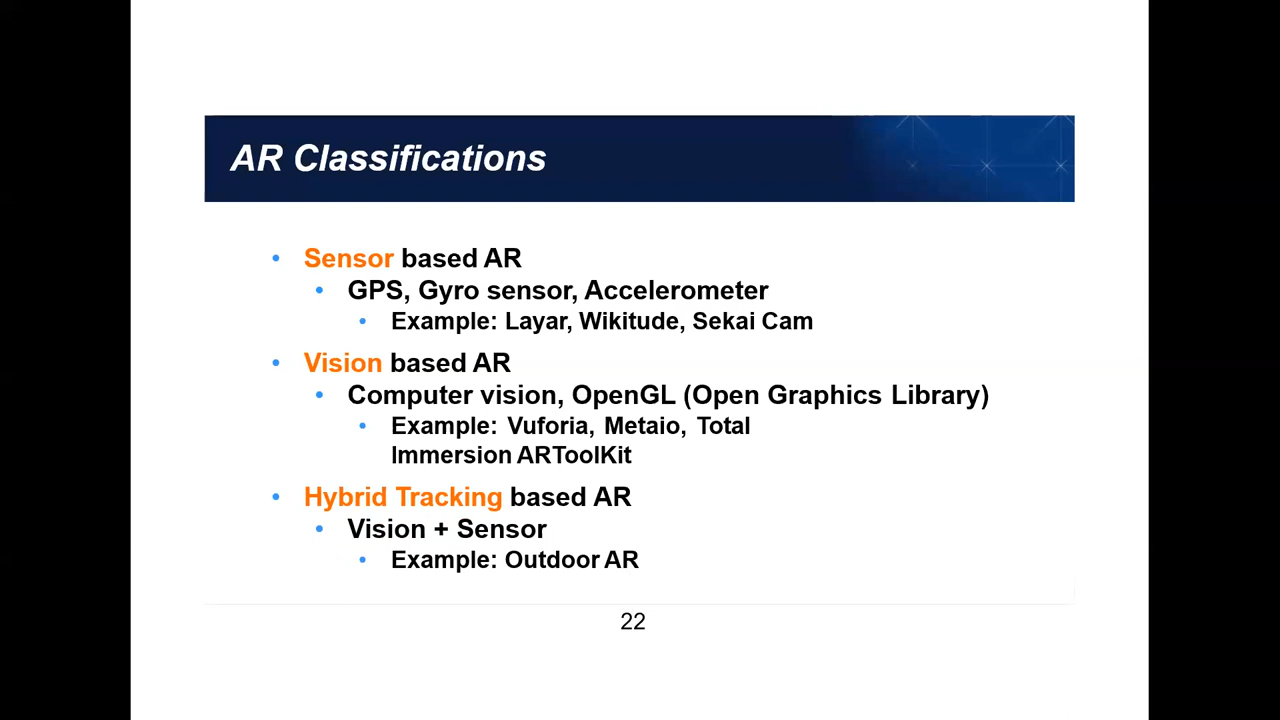 AR Classifications
• Sensor based AR
• GPS, Gyro sensor, Accelerometer
• Example: Layar, Wikitude, Sekai Cam
• Vision based AR
• Computer vision, OpenGL (Open Graphics Library)
• Example: Vuforia, Metaio, Total
Immersion ARToolKit
• Hybrid Tracking based AR
• Vision + Sensor
• Example: Outdoor AR
22